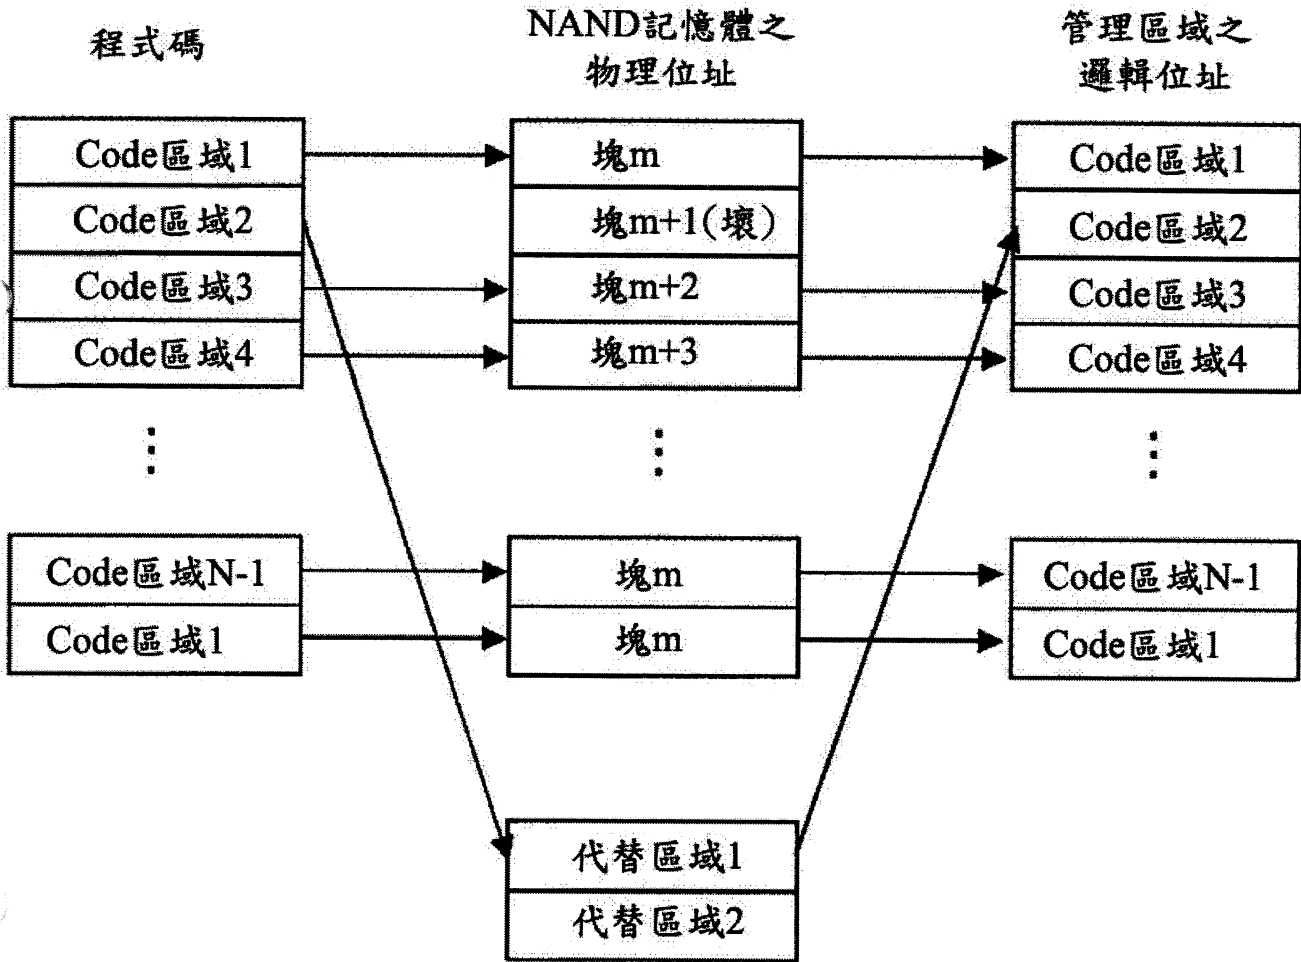 程式碼
NAND記憶體之
物理位址
管理區域之
邏輯位址
Code區域1
塊m
Code區域1
Code區域2
塊m+1(壞)
Code區域2
Code區域3
塊m+2
Code區域3
Code區域4
塊m+3
Code區域4
Code區域N-1
塊m
Code區域N-1
Code區域1
塊m
Code區域1
代替區域1
代替區域2